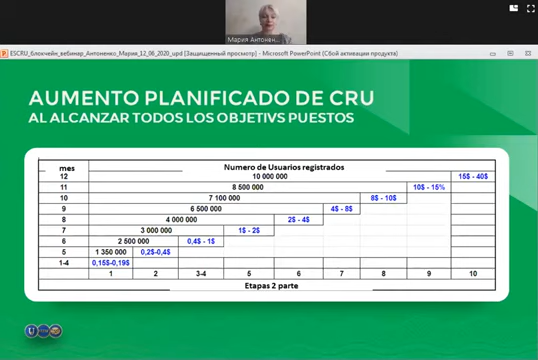 Мария Антонен...
ESCRU_блокчейн_вебинар_Антоненко_Мария_12_06_2020_upd [Защищенный просмотр] - Microsoft PowerPoint (Сбой активации продукта)
AUMENTO PLANIFICADO DE CRU
AL ALCANZAR TODOS LOS OBJETIVS PUESTOS
mes Numero de Usuarios registrados
12 10 000 000 15$ - 40$
11 8 500 000 10$ - 15%
10 7 100 000 8$ - 10$
9 6 500 000 4$ - 8$
8 4 000 000 2$ - 4$
7 3 000 000 1$ - 2$
6 2 500 000 0,4$ - 1$
5 1 350 000 0,2$-0,4$
1-4 0,15$-0,19$
1 2 3-4 5 6 7 8 9 10
Etapas 2 parte